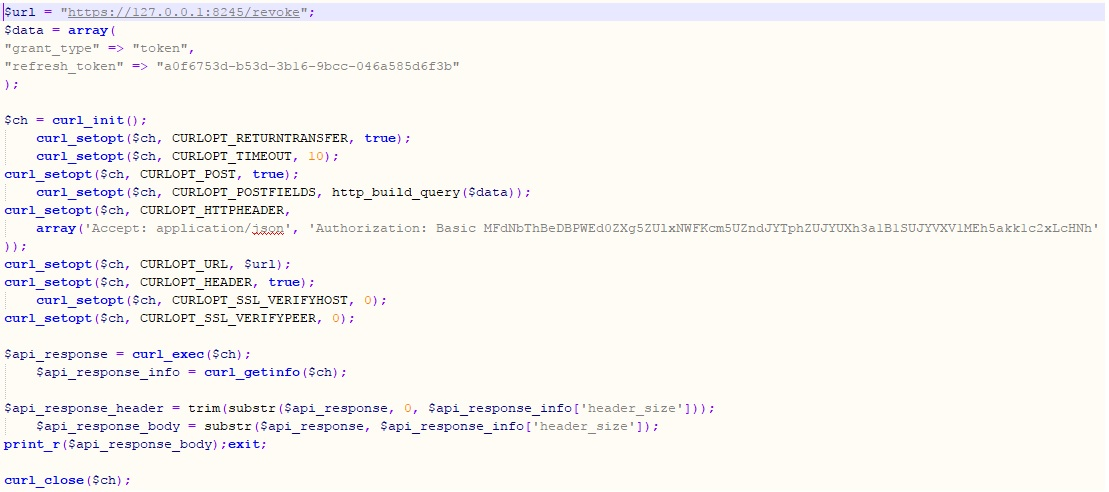 $url = "https://127.0.0.1:8245/revoke";
$data = array(
"grant_type" => "token",
"refresh_token" => "a0f6753d-b53d-3b16-9bcc-046a585d6f3b"
);
$ch = curl_init();
curl_setopt($ch, CURLOPT_RETURNTRANSFER, true);
curl_setopt($ch, CURLOPT_TIMEOUT, 10);
curl_setopt($ch, CURLOPT_POST, true);
curl_setopt($ch, CURLOPT_POSTFIELDS, http_build_query($data));
curl_setopt($ch, CURLOPT_HTTPHEADER,
array('Accept: application/json', 'Authorization: Basic MFdNbThBeDBPWEd0ZXg5ZU1xNWFKcm5UZndJYTphZUJYUXh3a1B1SUJYVXV1MEh5akk1c2xLcHNh'
));
curl_setopt($ch, CURLOPT_URL, $url);
curl_setopt($ch, CURLOPT_HEADER, true);
curl_setopt($ch, CURLOPT_SSL_VERIFYHOST, 0);
curl_setopt($ch, CURLOPT_SSL_VERIFYPEER, 0);
$api_response = curl_exec($ch);
$api_response_info = curl_getinfo($ch);
$api_response_header = trim(substr($api_response, 0, $api_response_info['header_size']));
$api_response_body = substr($api_response, $api_response_info['header_size']);
print_r($api_response_body);exit;
curl_close($ch);